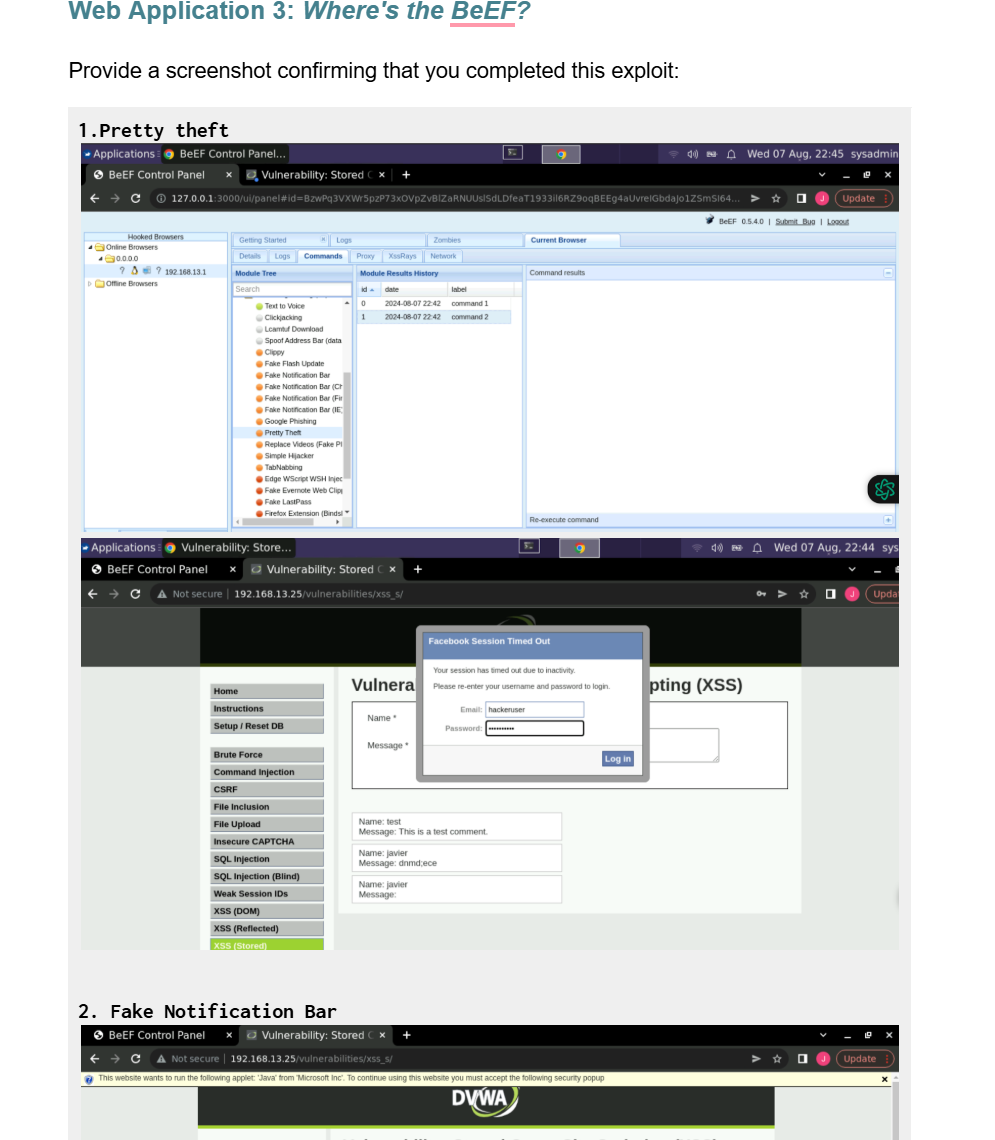 Web Application 3: Where's the BeEF?
Provide a screenshot confirming that you completed this exploit:
1.Pretty theft
Applications BeEF Control Panel... Wed 07 Aug, 22:45 sysadmin
BeEF Control Panel × Vulnerability: Stored C × +
127.0.0.1:3000/ui/panel#id= Update
BeEF 0.5.4.0 | Submit Bug | Logout
Hooked Browsers
Online Browsers
0.0.0.0
? ? 192.168.13.1
Offline Browsers
Getting Started Logs Zombies Current Browser
Details Logs Commands Proxy XssRays Network
Module Tree
Search
Text to Voice
Clickjacking
Lcamtuf Download
Spoof Address Bar (data
Clippy
Fake Flash Update
Fake Notification Bar
Fake Notification Bar (Ch
Fake Notification Bar (Fir
Fake Notification Bar (IE)
Google Phishing
Pretty Theft
Replace Videos (Fake Pl
Simple Hijacker
TabNabbing
Edge WScript WSH Injec
Fake Evernote Web Clipp
Fake LastPass
Firefox Extension (Bindsl
Module Results History
id date label
0 2024-08-07 22:42 command 1
1 2024-08-07 22:42 command 2
Command results
Re-execute command
Applications Vulnerability: Store... Wed 07 Aug, 22:44 sys
BeEF Control Panel × Vulnerability: Stored C × +
Not secure | 192.168.13.25/vulnerabilities/xss_s/ Updat
Home
Instructions
Setup / Reset DB
Brute Force
Command Injection
CSRF
File Inclusion
File Upload
Insecure CAPTCHA
SQL Injection
SQL Injection (Blind)
Weak Session IDs
XSS (DOM)
XSS (Reflected)
XSS (Stored)
Vulnera pting (XSS)
Name *
Message *
Facebook Session Timed Out
Your session has timed out due to inactivity.
Please re-enter your username and password to login.
Email: hackeruser
Password: ••••••••••
Log in
Name: test
Message: This is a test comment.
Name: javier
Message: dnmd;ece
Name: javier
Message:
2. Fake Notification Bar
BeEF Control Panel × Vulnerability: Stored C × +
Not secure | 192.168.13.25/vulnerabilities/xss_s/ Update
This website wants to run the following applet: 'Java' from 'Microsoft Inc'. To continue using this website you must accept the following security popup
DVWA